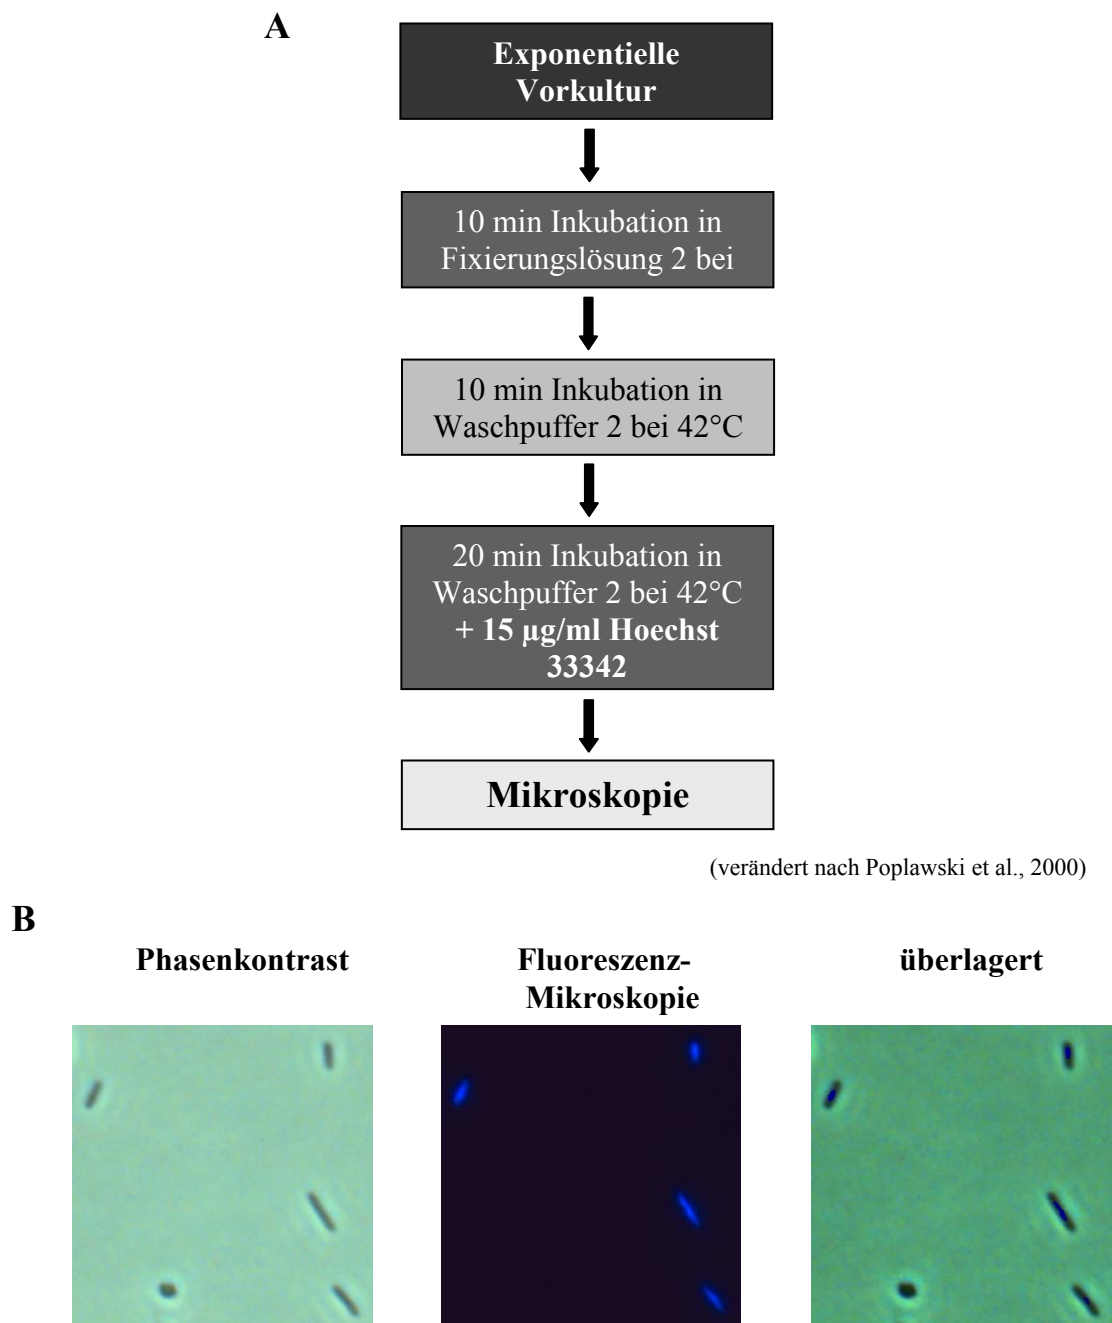 A
Exponentielle
Vorkultur
10 min Inkubation in
Fixierungslösung 2 bei
10 min Inkubation in
Waschpuffer 2 bei 42°C
20 min Inkubation in
Waschpuffer 2 bei 42°C
+ 15 µg/ml Hoechst
33342
Mikroskopie
(verändert nach Poplawski et al., 2000)
B
Phasenkontrast
Fluoreszenz-
Mikroskopie
überlagert